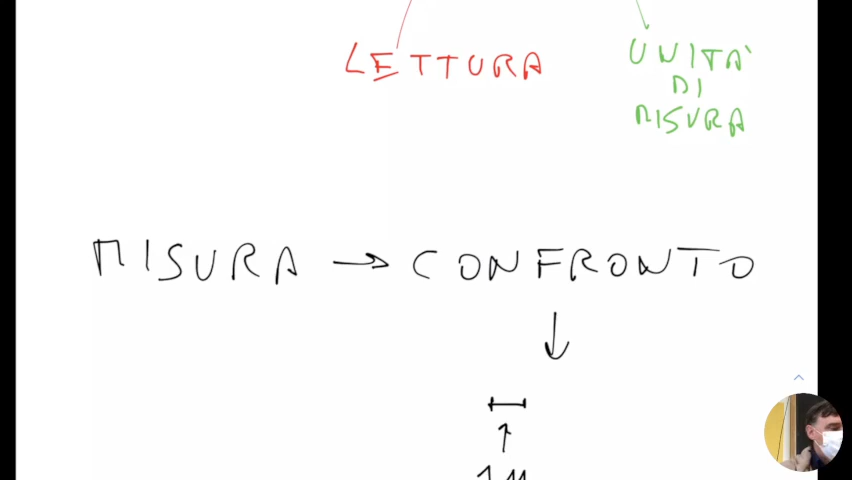 LETTURA
UNITA'
DI
MISURA
MISURA → CONFRONTO
↓
↑